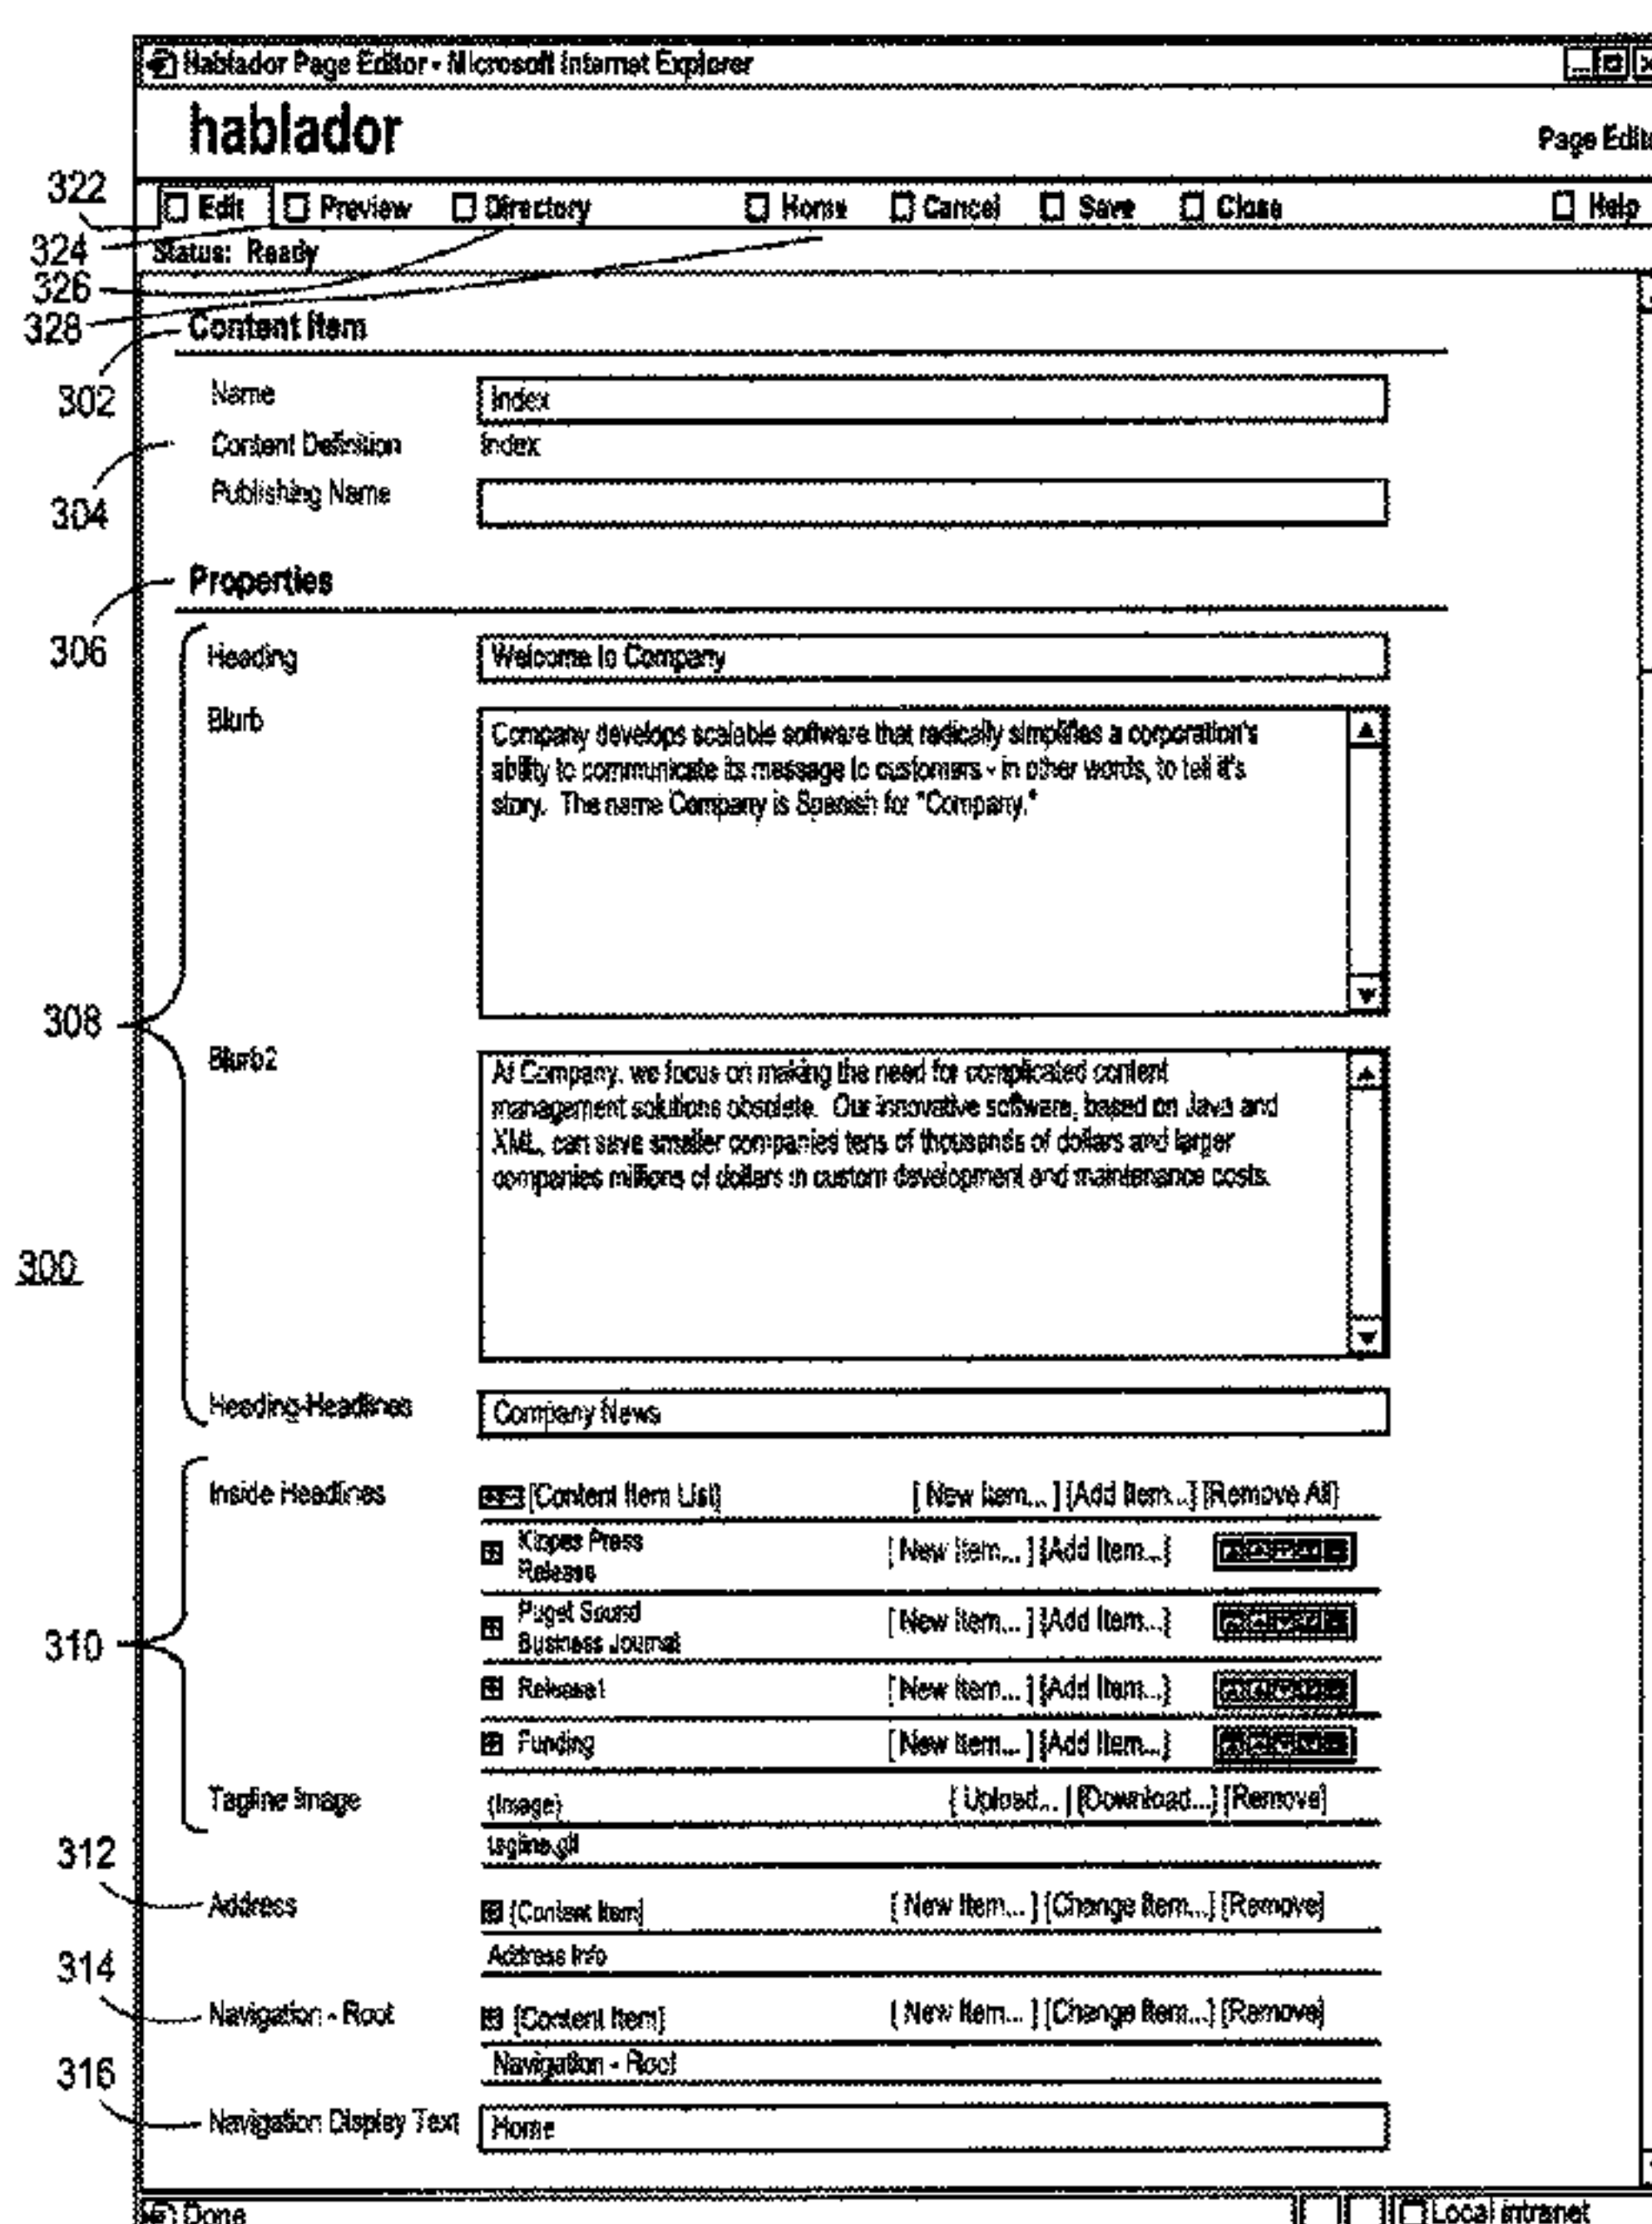 Hablador Page Editor - Microsoft Internet Explorer
hablador
Page Edito
322
Edit Preview Directory Home Cancel Save Close Help
324
Status: Ready
326
328
Content Item
302
Name Index
Content Definition Index
304
Publishing Name
Properties
306
Heading Welcome to Company
Blurb
Company develops scalable software that radically simplifies a corporation's
ability to communicate its message to customers - in other words, to tell it's
story. The name Company is Spanish for "Company."
308
Blurb2
At Company, we focus on making the need for complicated content
management solutions obsolete. Our innovative software, based on Java and
XML, can save smaller companies tens of thousands of dollars and larger
companies millions of dollars in custom development and maintenance costs.
300
Heading-Headlines Company News
Inside Headlines [Content Item List] [ New Item... ] [Add Item...] [Remove All]
Press
Release
[ New Item... ] [Add Item...]
310
Puget Sound
Business Journal
[ New Item... ] [Add Item...]
Release1 [ New Item... ] [Add Item...]
Funding [ New Item... ] [Add Item...]
Tagline Image [Image] [ Upload... ] [Download...] [Remove]
tagline.gif
312
Address [Content Item] [ New Item... ] [Change Item...] [Remove]
Address Info
314
Navigation - Root [Content Item] [ New Item... ] [Change Item...] [Remove]
Navigation - Root
316
Navigation Display Text Home
Done Local intranet